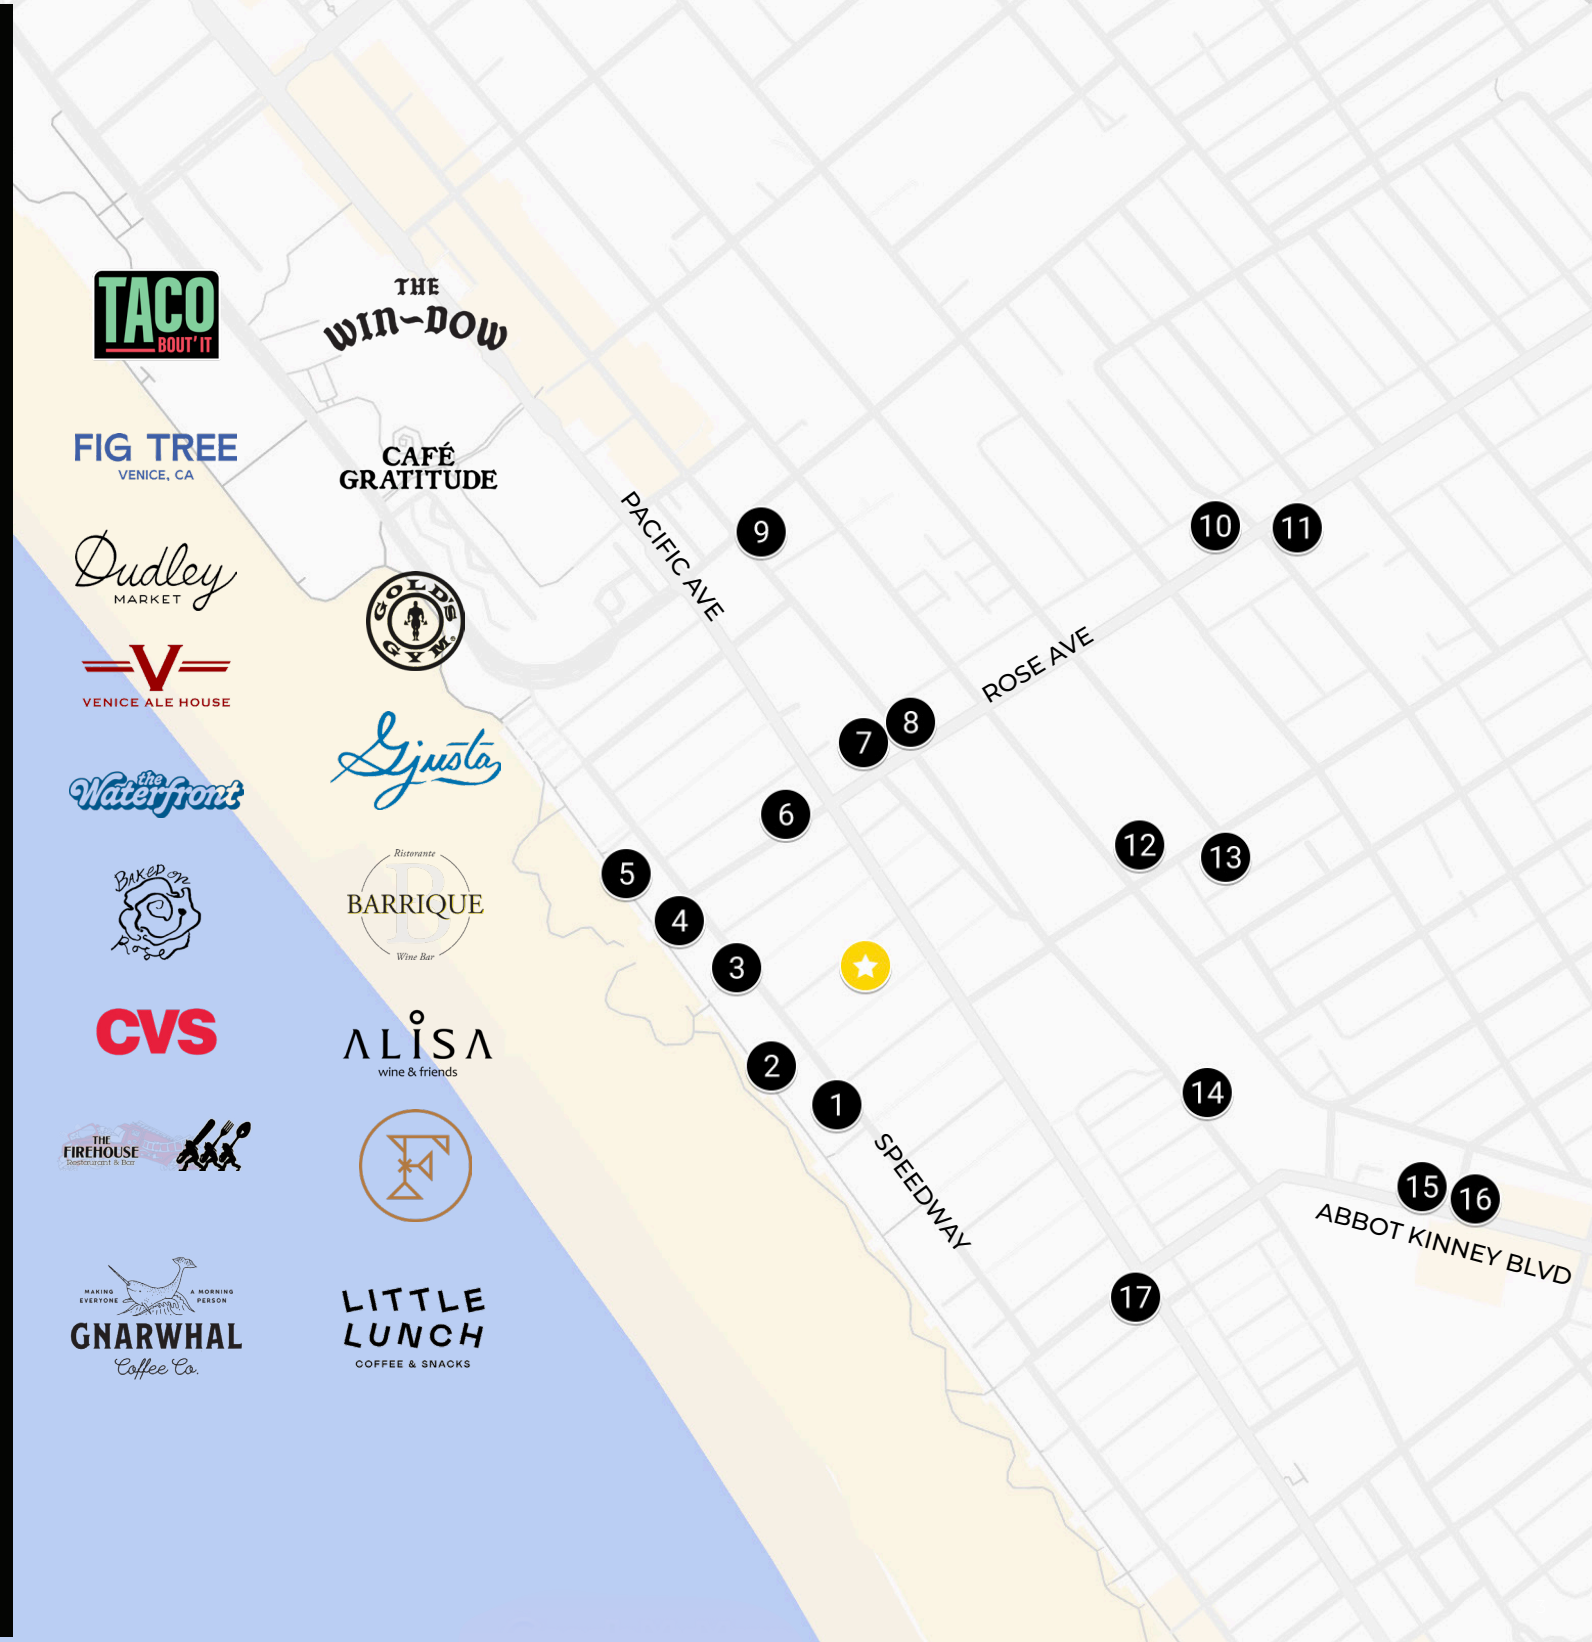 TACO
BOUT' IT
FIG TREE
VENICE, CA
Dudley
MARKET
V
VENICE ALE HOUSE
the
Waterfront
BAKED on
Rose
CVS
THE
FIREHOUSE
Restaurant & Bar
MAKING
EVERYONE
A MORNING
PERSON
GNARWHAL
Coffee Co.
THE
WIN~DOW
CAFÉ
GRATITUDE
GOLD'S
GYM®
Gjusta
Ristorante
B
BARRIQUE
Wine Bar
ALISA
wine & friends
F
LITTLE
LUNCH
COFFEE & SNACKS
PACIFIC AVE
9
10
11
ROSE AVE
8
7
6
5
4
3
12
13
2
1
14
SPEEDWAY
15
16
ABBOT KINNEY BLVD
17